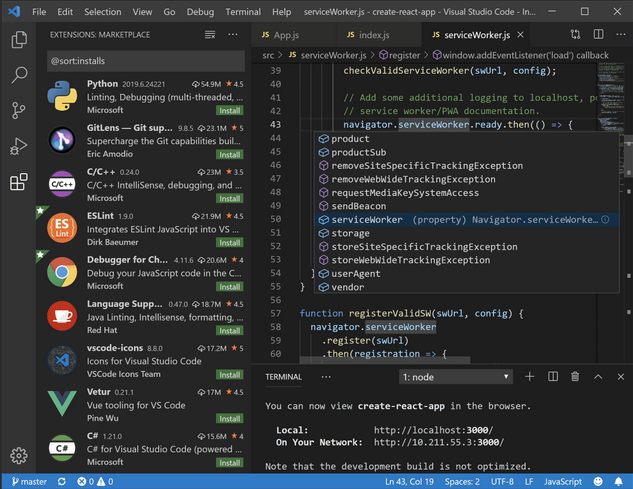 File Edit Selection View Go Debug Terminal Help serviceWorker.js - create-react-app - Visual Studio Code - In...
EXTENSIONS: MARKETPLACE
@sort:installs
Python 2019.6.24221 54.9M 4.5
Linting, Debugging (multi-threaded, ...
Microsoft Install
GitLens — Git sup... 9.8.5 23.1M 5
Supercharge the Git capabilities buil...
Eric Amodio Install
C/C++ 0.24.0 23M 3.5
C/C++ IntelliSense, debugging, and ...
Microsoft Install
ESLint 1.9.0 21.9M 4.5
Integrates ESLint JavaScript into VS ...
Dirk Baeumer Install
Debugger for Ch... 4.11.6 20.6M 4
Debug your JavaScript code in the C...
Microsoft Install
Language Supp... 0.47.0 18.7M 4.5
Java Linting, Intellisense, formatting, ...
Red Hat Install
vscode-icons 8.8.0 17.2M 5
Icons for Visual Studio Code
VSCode Icons Team Install
Vetur 0.21.1 17M 4.5
Vue tooling for VS Code
Pine Wu Install
C# 1.21.0 15.6M 4
C# for Visual Studio Code (powered ...
Microsoft Install
JS App.js JS index.js JS serviceWorker.js
src > JS serviceWorker.js > register > window.addEventListener('load') callback
39 checkValidServiceWorker(swUrl, config);
40
41 // Add some additional logging to localhost, po
42 // service worker/PWA documentation.
43 navigator.serviceWorker.ready.then(() => {
44 product
45 productSub
46 removeSiteSpecificTrackingException
47 removeWebWideTrackingException
48 requestMediaKeySystemAccess
49 sendBeacon
50 serviceWorker (property) Navigator.serviceWorke...
51 storage
52 storeSiteSpecificTrackingException
53 storeWebWideTrackingException
54 } userAgent
55 } vendor
56
57 function registerValidSW(swUrl, config) {
58 navigator.serviceWorker
59 .register(swUrl)
60 .then(registration => {
TERMINAL ... 1: node
You can now view create-react-app in the browser.
Local: http://localhost:3000/
On Your Network: http://10.211.55.3:3000/
Note that the development build is not optimized.
master 0 0 Ln 43, Col 19 Spaces: 2 UTF-8 LF JavaScript